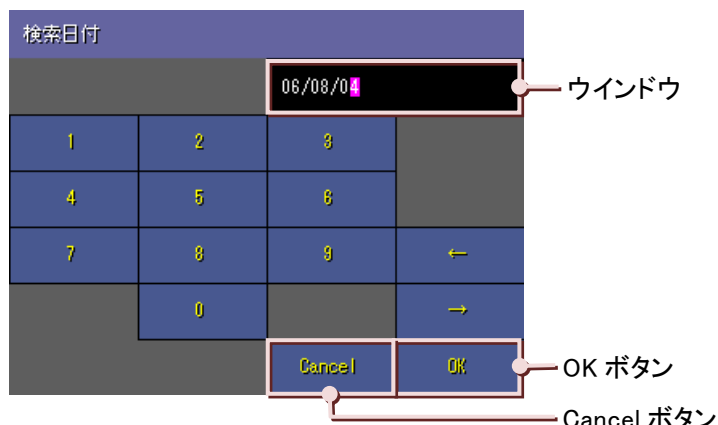 検索日付
06/08/04
ウインドウ
1 2 3
4 5 6
7 8 9 ←
0 →
Cancel OK
OK ボタン
Cancel ボタン